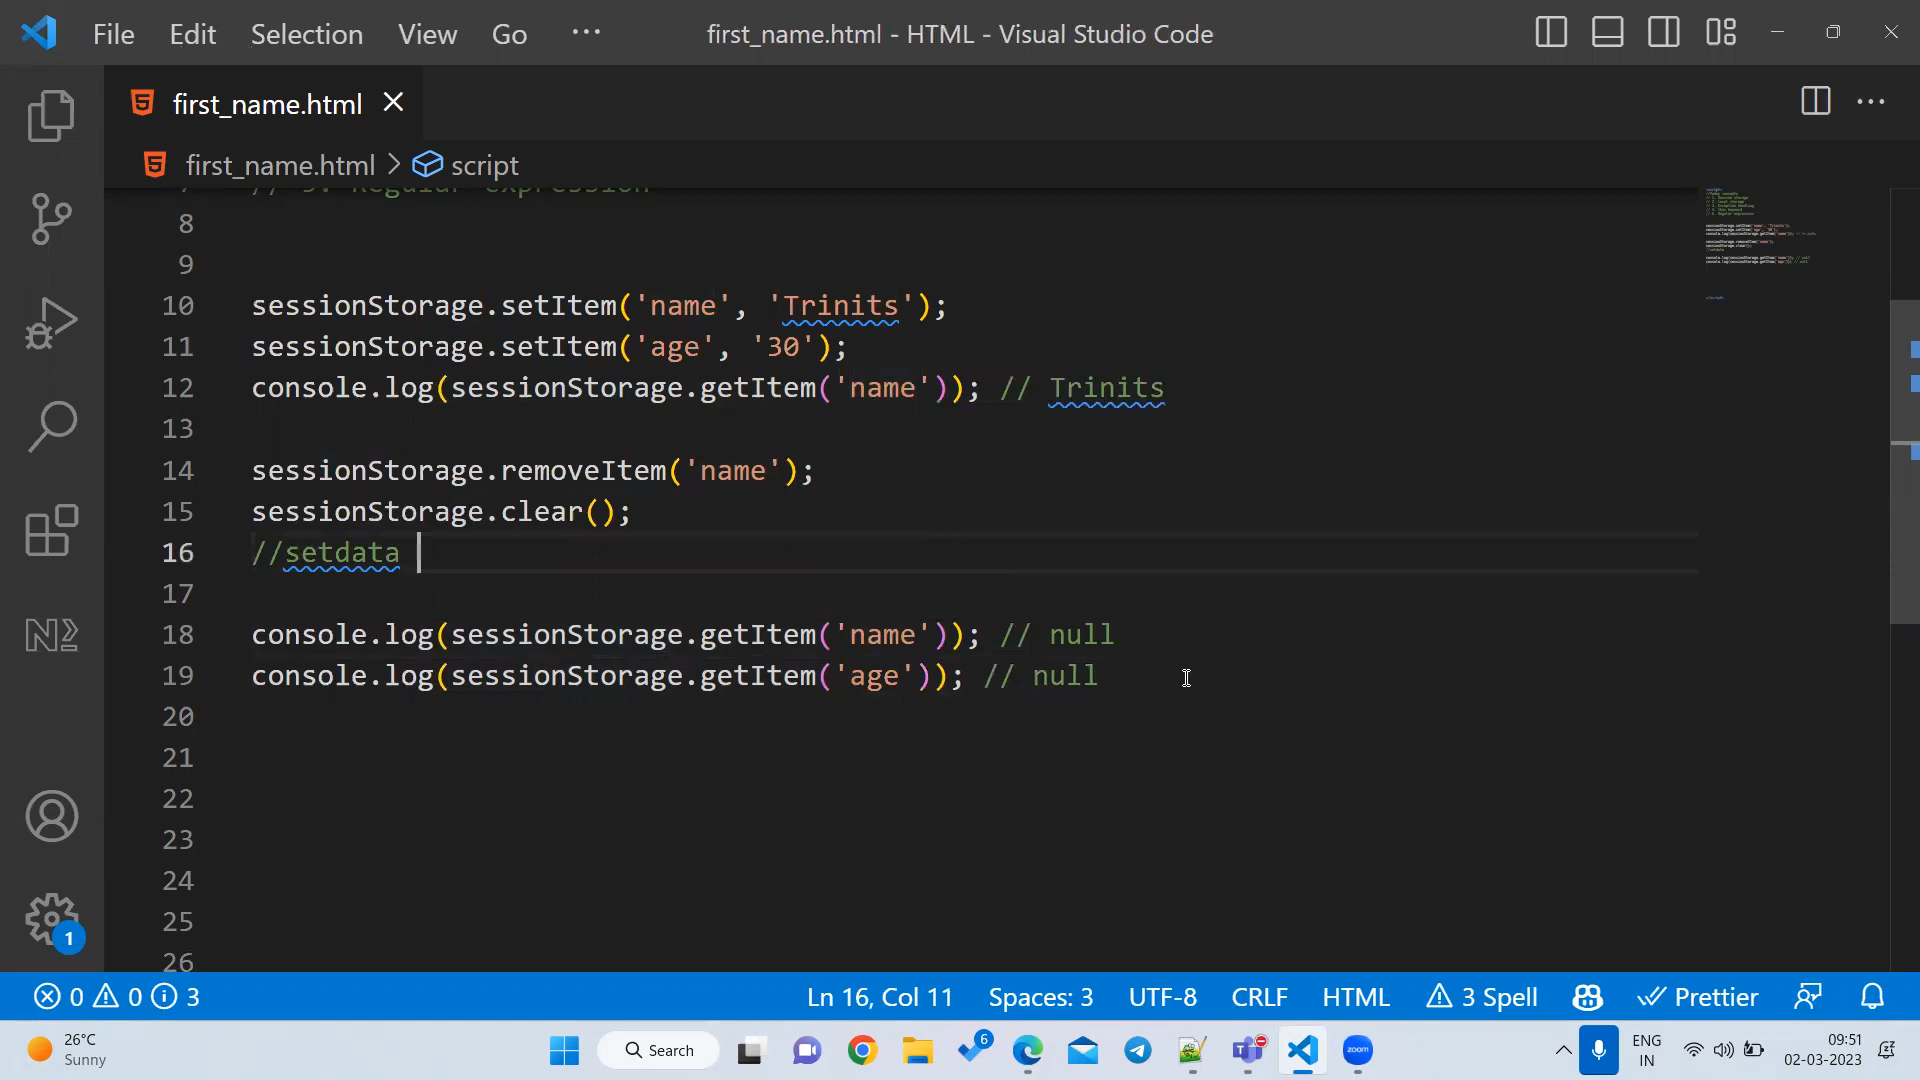 File Edit Selection View Go ··· first_name.html - HTML - Visual Studio Code
first_name.html
first_name.html > script
8
9
10 sessionStorage.setItem('name', 'Trinits');
11 sessionStorage.setItem('age', '30');
12 console.log(sessionStorage.getItem('name')); // Trinits
13
14 sessionStorage.removeItem('name');
15 sessionStorage.clear();
16 //setdata
17
18 console.log(sessionStorage.getItem('name')); // null
19 console.log(sessionStorage.getItem('age')); // null
20
21
22
23
24
25
26
1
0 0 3 Ln 16, Col 11 Spaces: 3 UTF-8 CRLF HTML 3 Spell Prettier
26°C
Sunny
Search
6
zoom
ENG
IN
09:51
02-03-2023